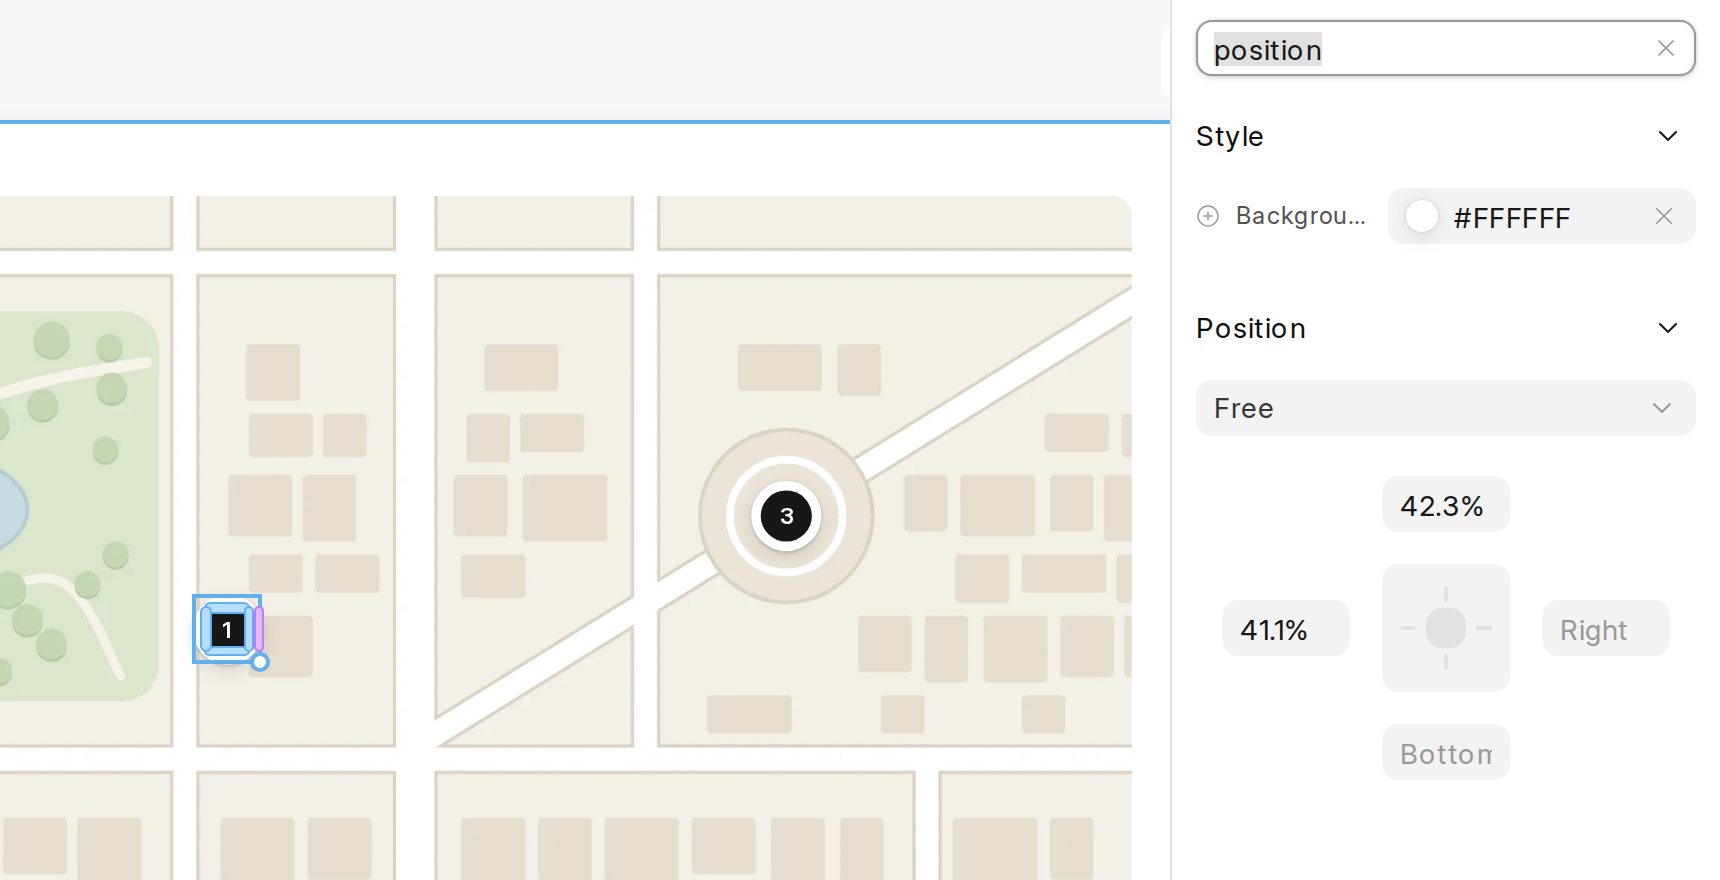 position
Style
Backgrou...
#FFFFFF
Position
Free
42.3%
41.1%
Right
Bottom
3
1